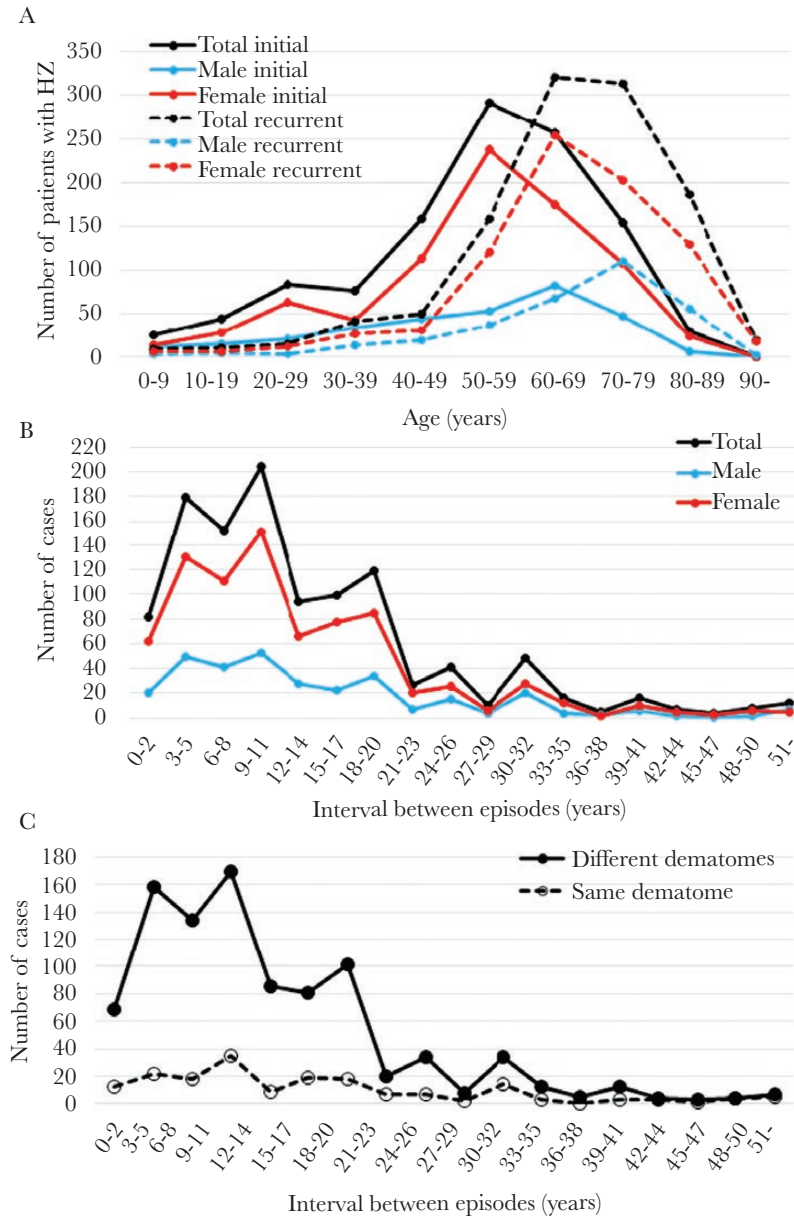 A
Total initial
Male initial
Female initial
Total recurrent
Male recurrent
Female recurrent
350
300
250
200
150
100
50
0
Number of patients with HZ
0-9 10-19 20-29 30-39 40-49 50-59 60-69 70-79 80-89 90-
Age (years)
B
Total
Male
Female
220
200
180
160
140
120
100
80
60
40
20
0
Number of cases
0-2 3-5 6-8 9-11 12-14 15-17 18-20 21-23 24-26 27-29 30-32 33-35 36-38 39-41 42-44 45-47 48-50 51-
Interval between episodes (years)
C
Different dematomes
Same dematome
180
160
140
120
100
80
60
40
20
0
Number of cases
0-2 3-5 6-8 9-11 12-14 15-17 18-20 21-23 24-26 27-29 30-32 33-35 36-38 39-41 42-44 45-47 48-50 51-
Interval between episodes (years)